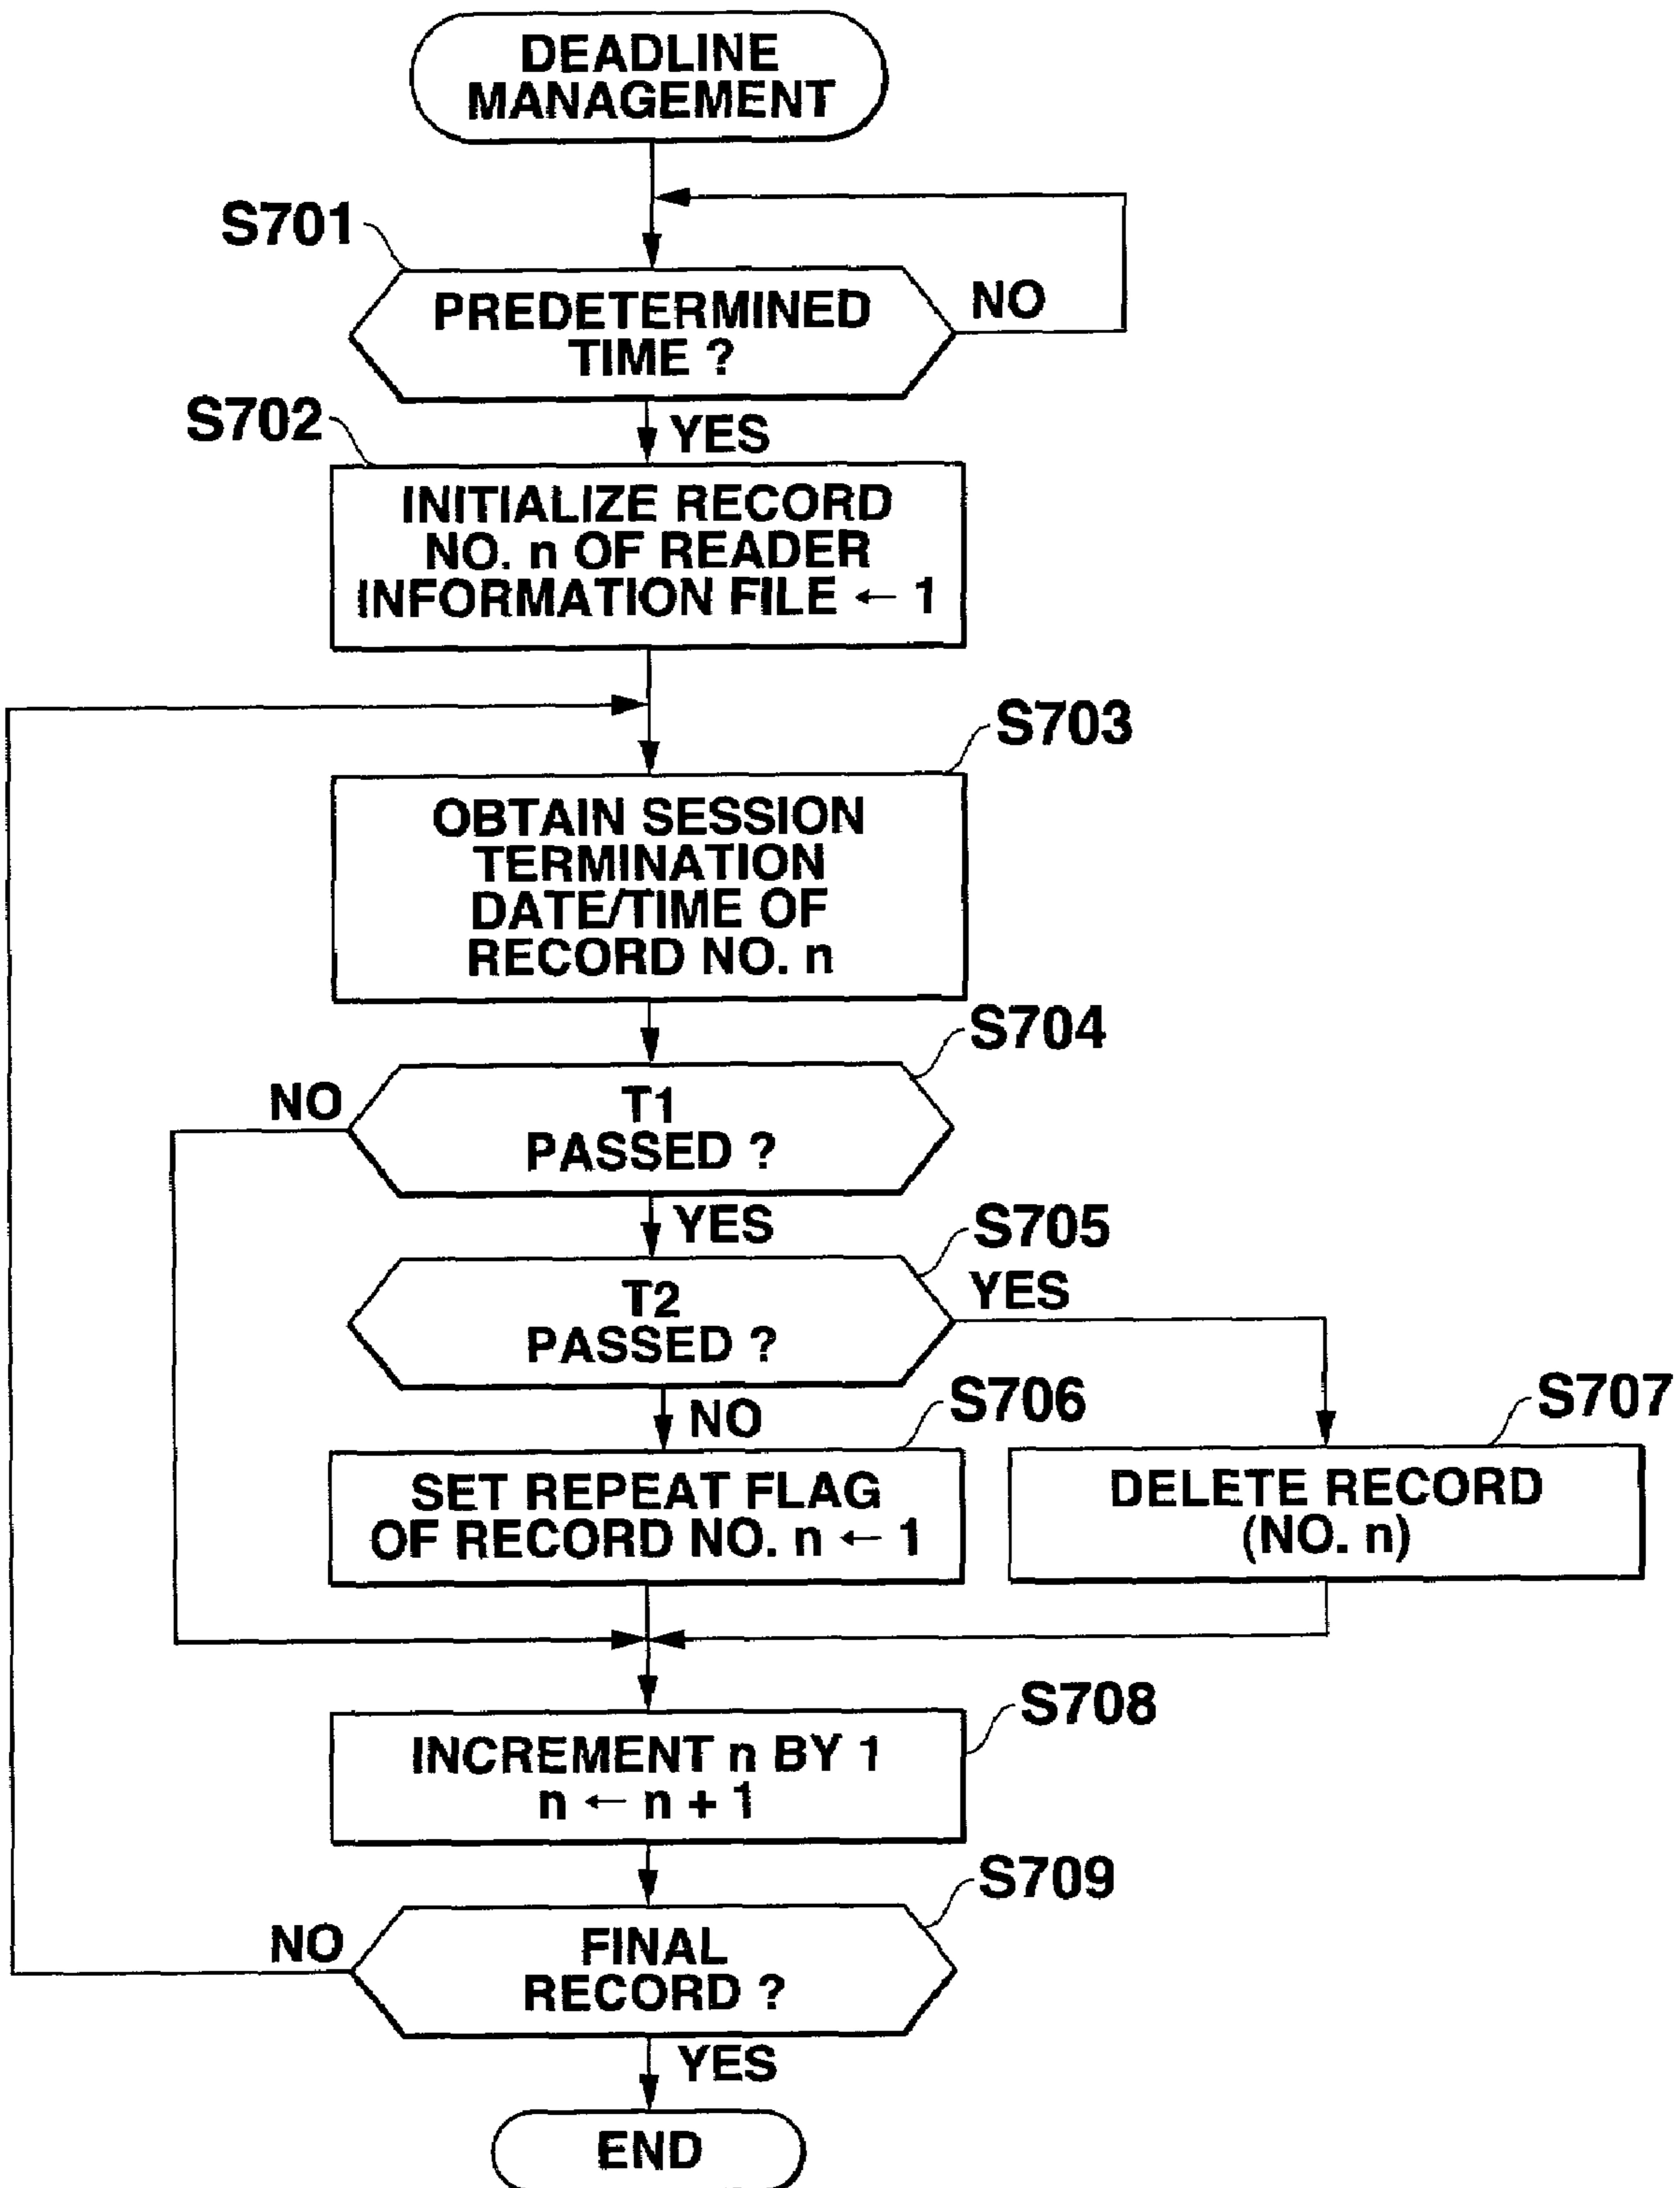 DEADLINE
MANAGEMENT
S701
PREDETERMINED
TIME ?
NO
S702
YES
INITIALIZE RECORD
NO. n OF READER
INFORMATION FILE ← 1
S703
OBTAIN SESSION
TERMINATION
DATE/TIME OF
RECORD NO. n
S704
NO
T1
PASSED ?
YES
S705
T2
PASSED ?
YES
NO
S706
SET REPEAT FLAG
OF RECORD NO. n ← 1
S707
DELETE RECORD
(NO. n)
S708
INCREMENT n BY 1
n ← n + 1
S709
NO
FINAL
RECORD ?
YES
END